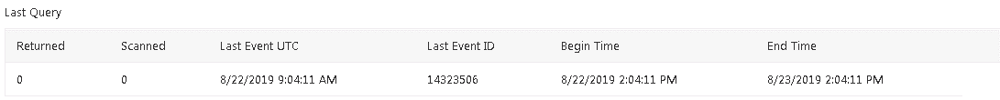 Last Query
Returned Scanned Last Event UTC Last Event ID Begin Time End Time
0 0 8/22/2019 9:04:11 AM 14323506 8/22/2019 2:04:11 PM 8/23/2019 2:04:11 PM